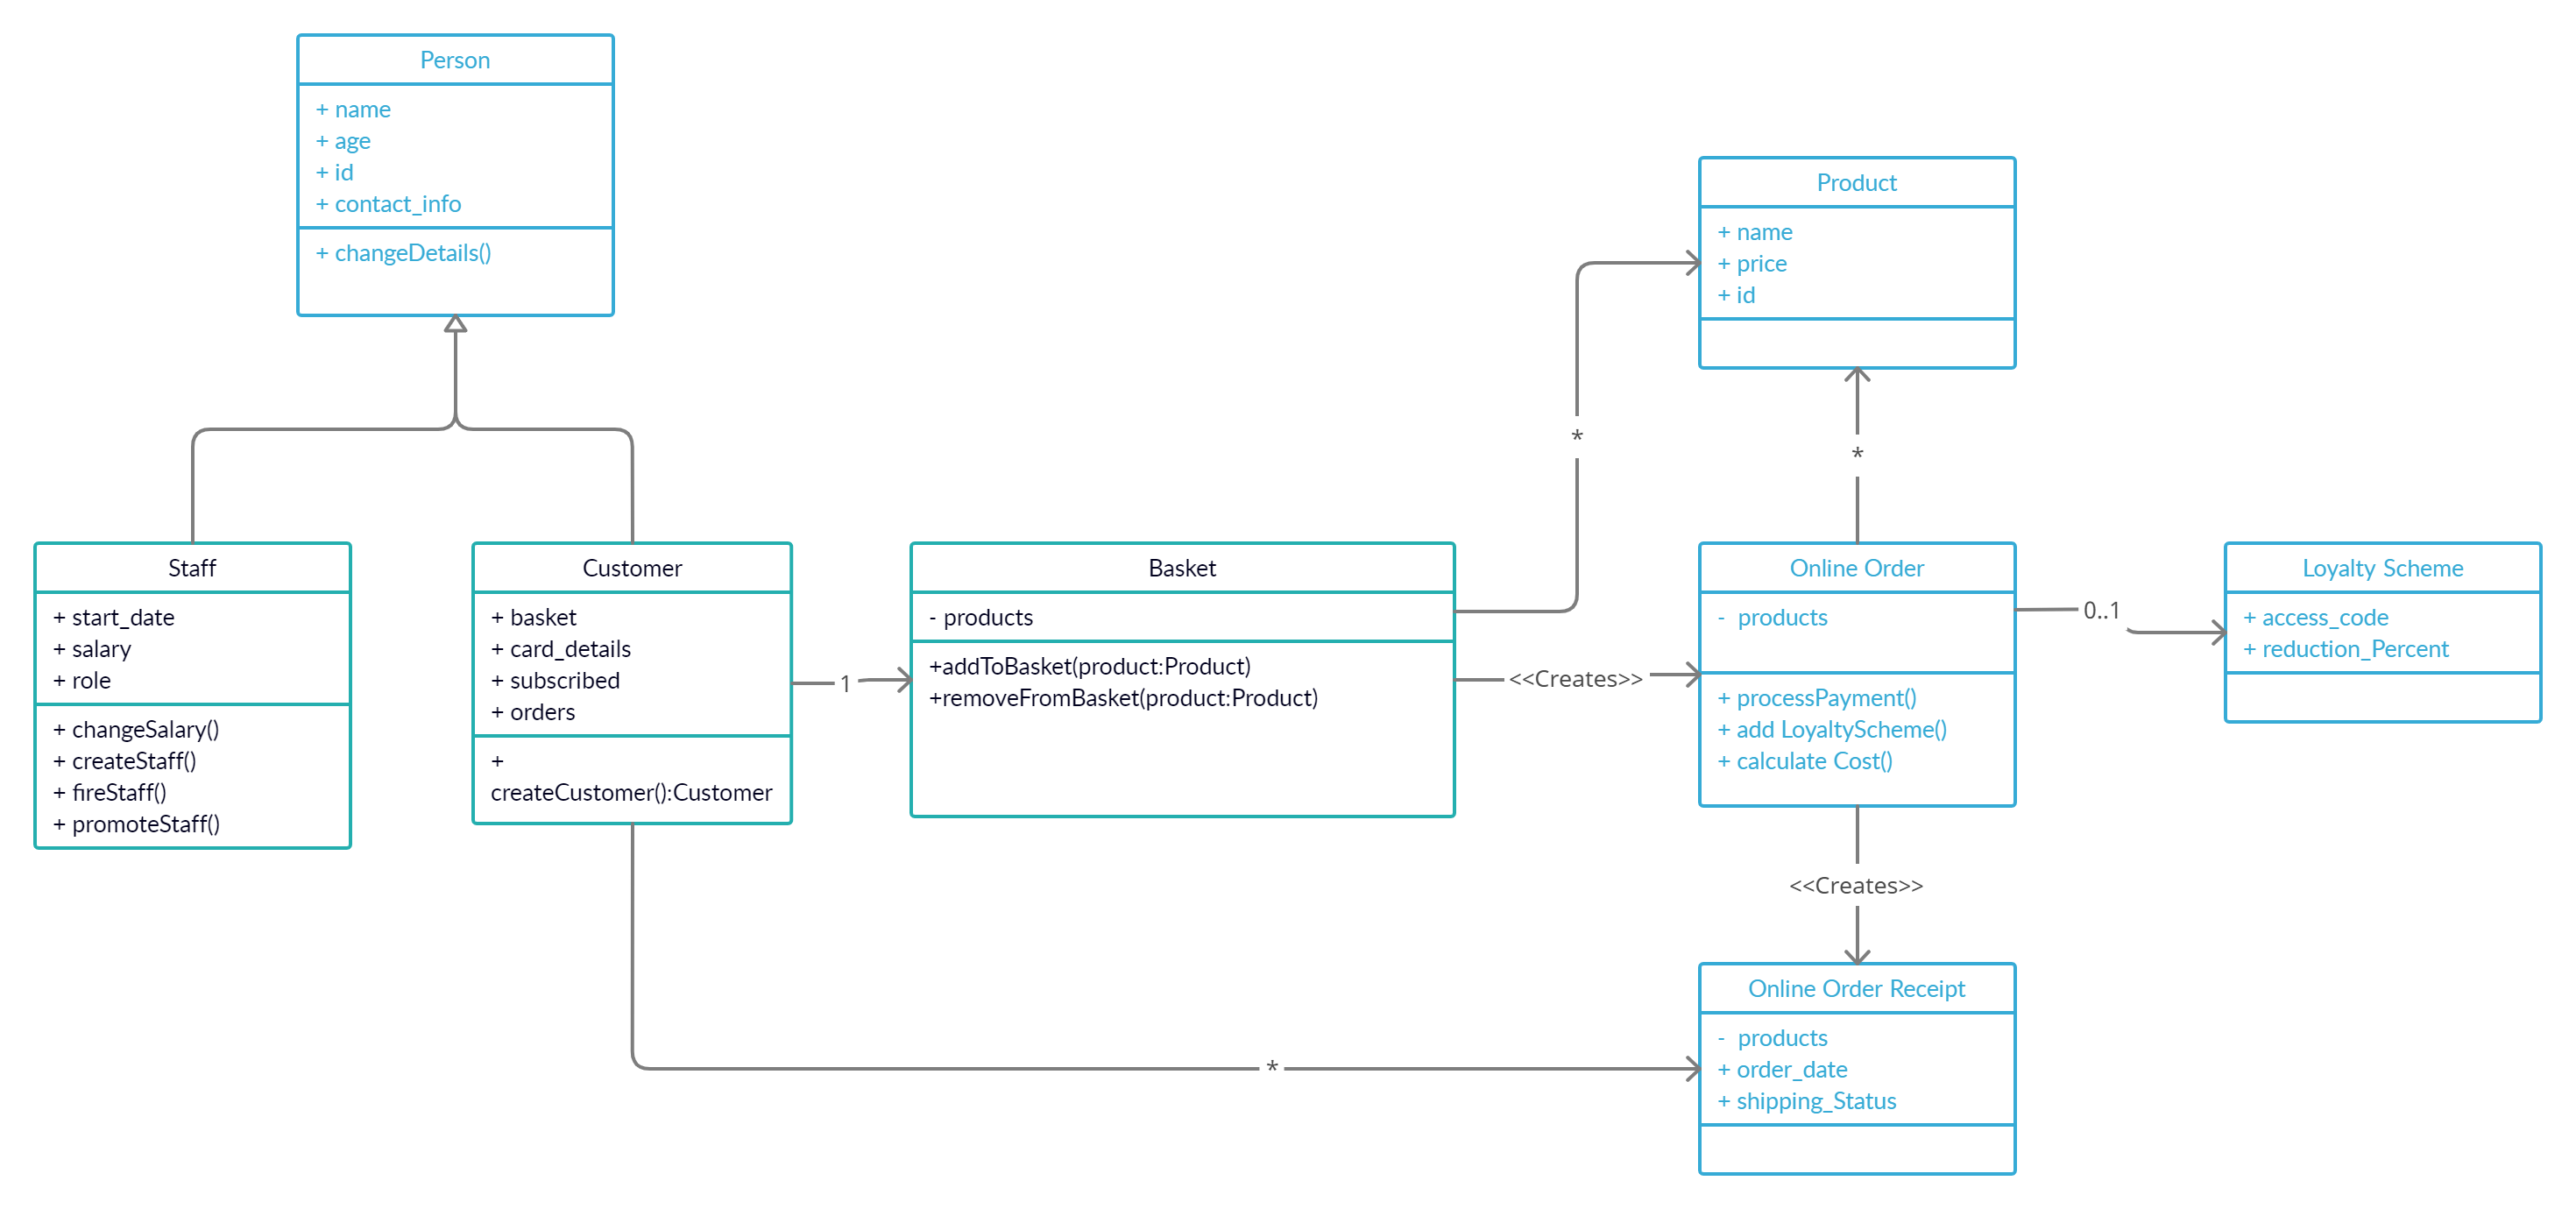 Person
+ name
+ age
+ id
+ contact_info
+ changeDetails()
Product
+ name
+ price
+ id
*
*
Staff
+ start_date
+ salary
+ role
+ changeSalary()
+ createStaff()
+ fireStaff()
+ promoteStaff()
Customer
+ basket
+ card_details
+ subscribed
+ orders
+
createCustomer():Customer
1
Basket
- products
+addToBasket(product:Product)
+removeFromBasket(product:Product)
<<Creates>>
Online Order
- products
+ processPayment()
+ add LoyaltyScheme()
+ calculate Cost()
0..1
Loyalty Scheme
+ access_code
+ reduction_Percent
<<Creates>>
*
Online Order Receipt
- products
+ order_date
+ shipping_Status